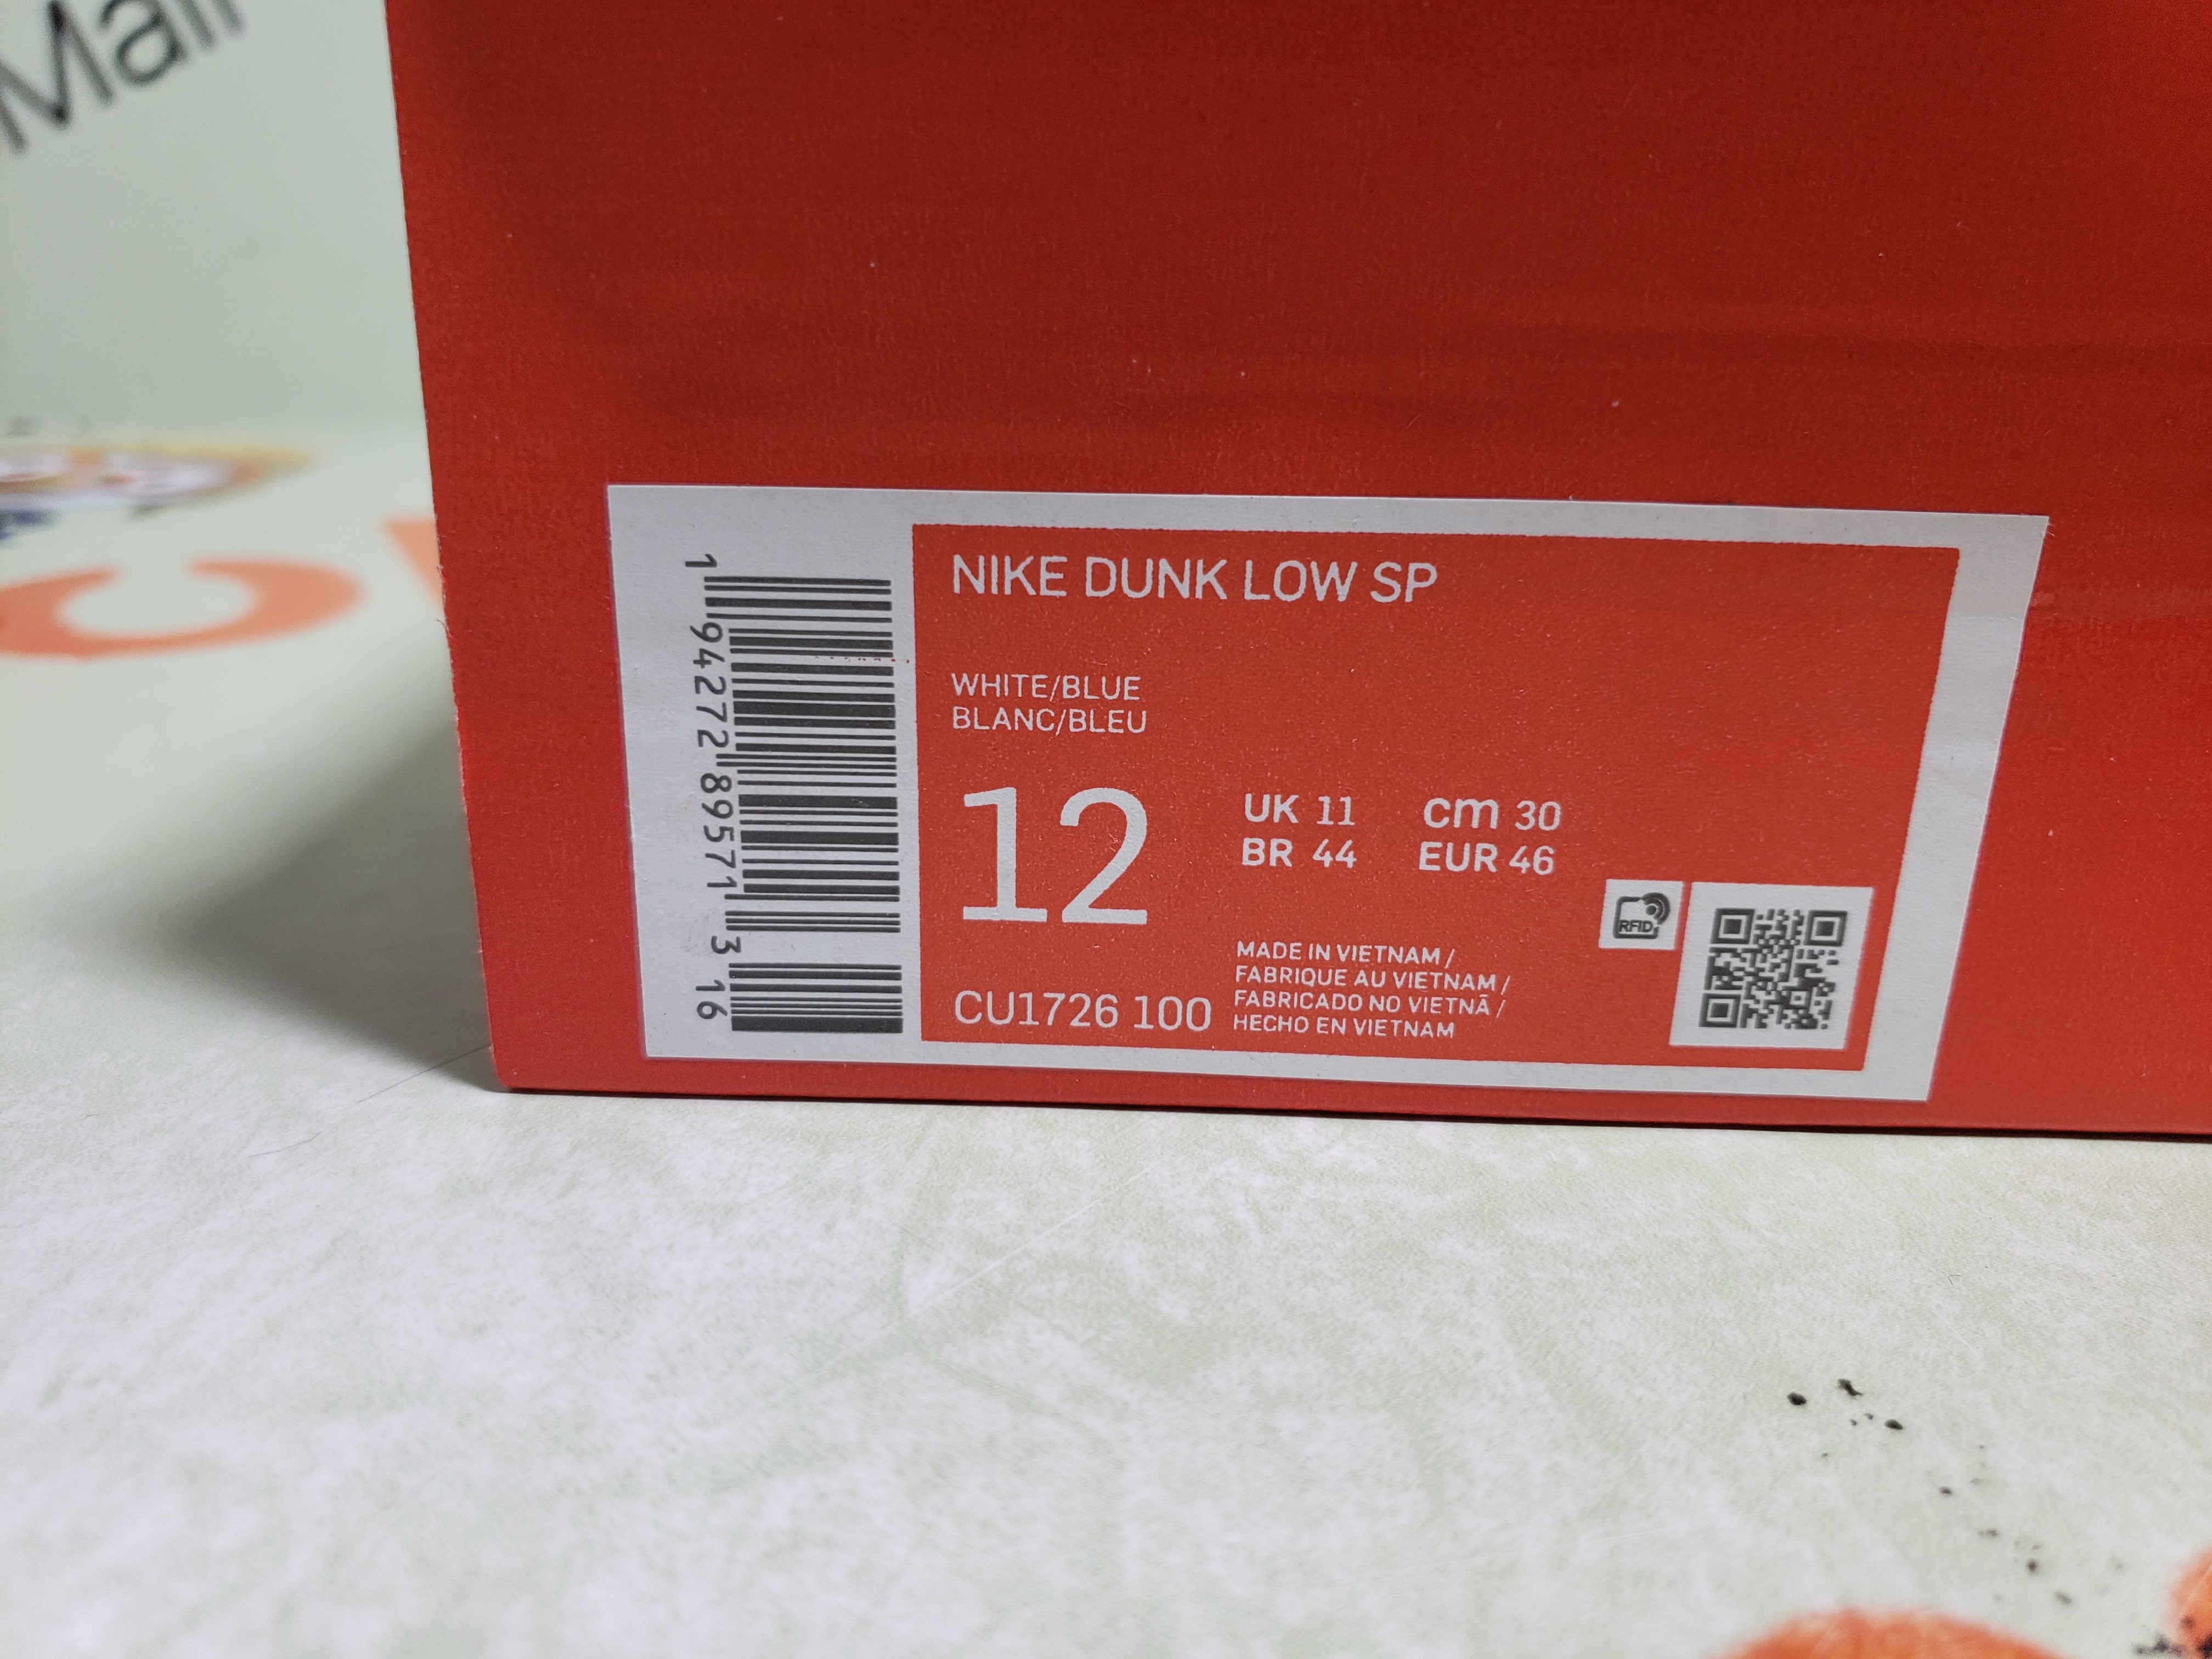 Mall
NIKE DUNK LOW SP
WHITE/BLUE
BLANC/BLEU
12
UK 11
cm 30
BR 44
EUR 46
RFID
MADE IN VIETNAM /
FABRIQUE AU VIETNAM /
FABRICADO NO VIETNÃ /
HECHO EN VIETNAM
CU1726 100
1 94272 89571 3 16